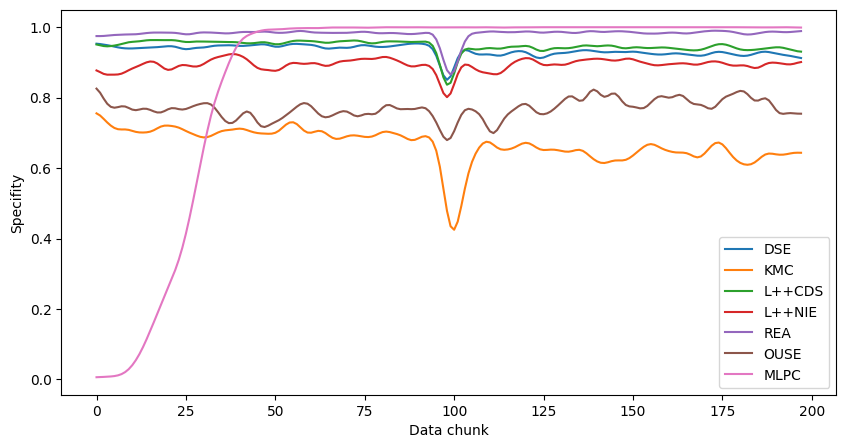 1.0
0.8
0.6
0.4
0.2
0.0
Specifity
0
25
50
75
100
125
150
175
200
Data chunk
DSE
KMC
L++CDS
L++NIE
REA
OUSE
MLPC